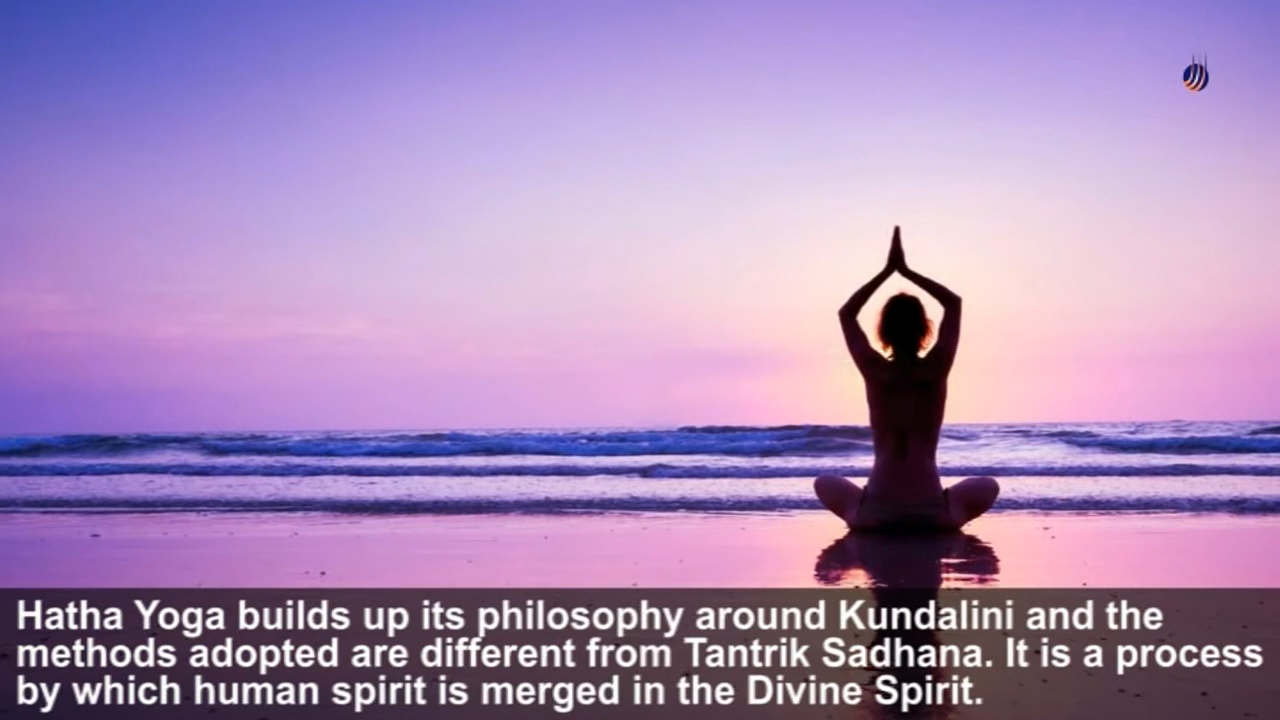 Hatha Yoga builds up its philosophy around Kundalini and the
methods adopted are different from Tantrik Sadhana. It is a process
by which human spirit is merged in the Divine Spirit.